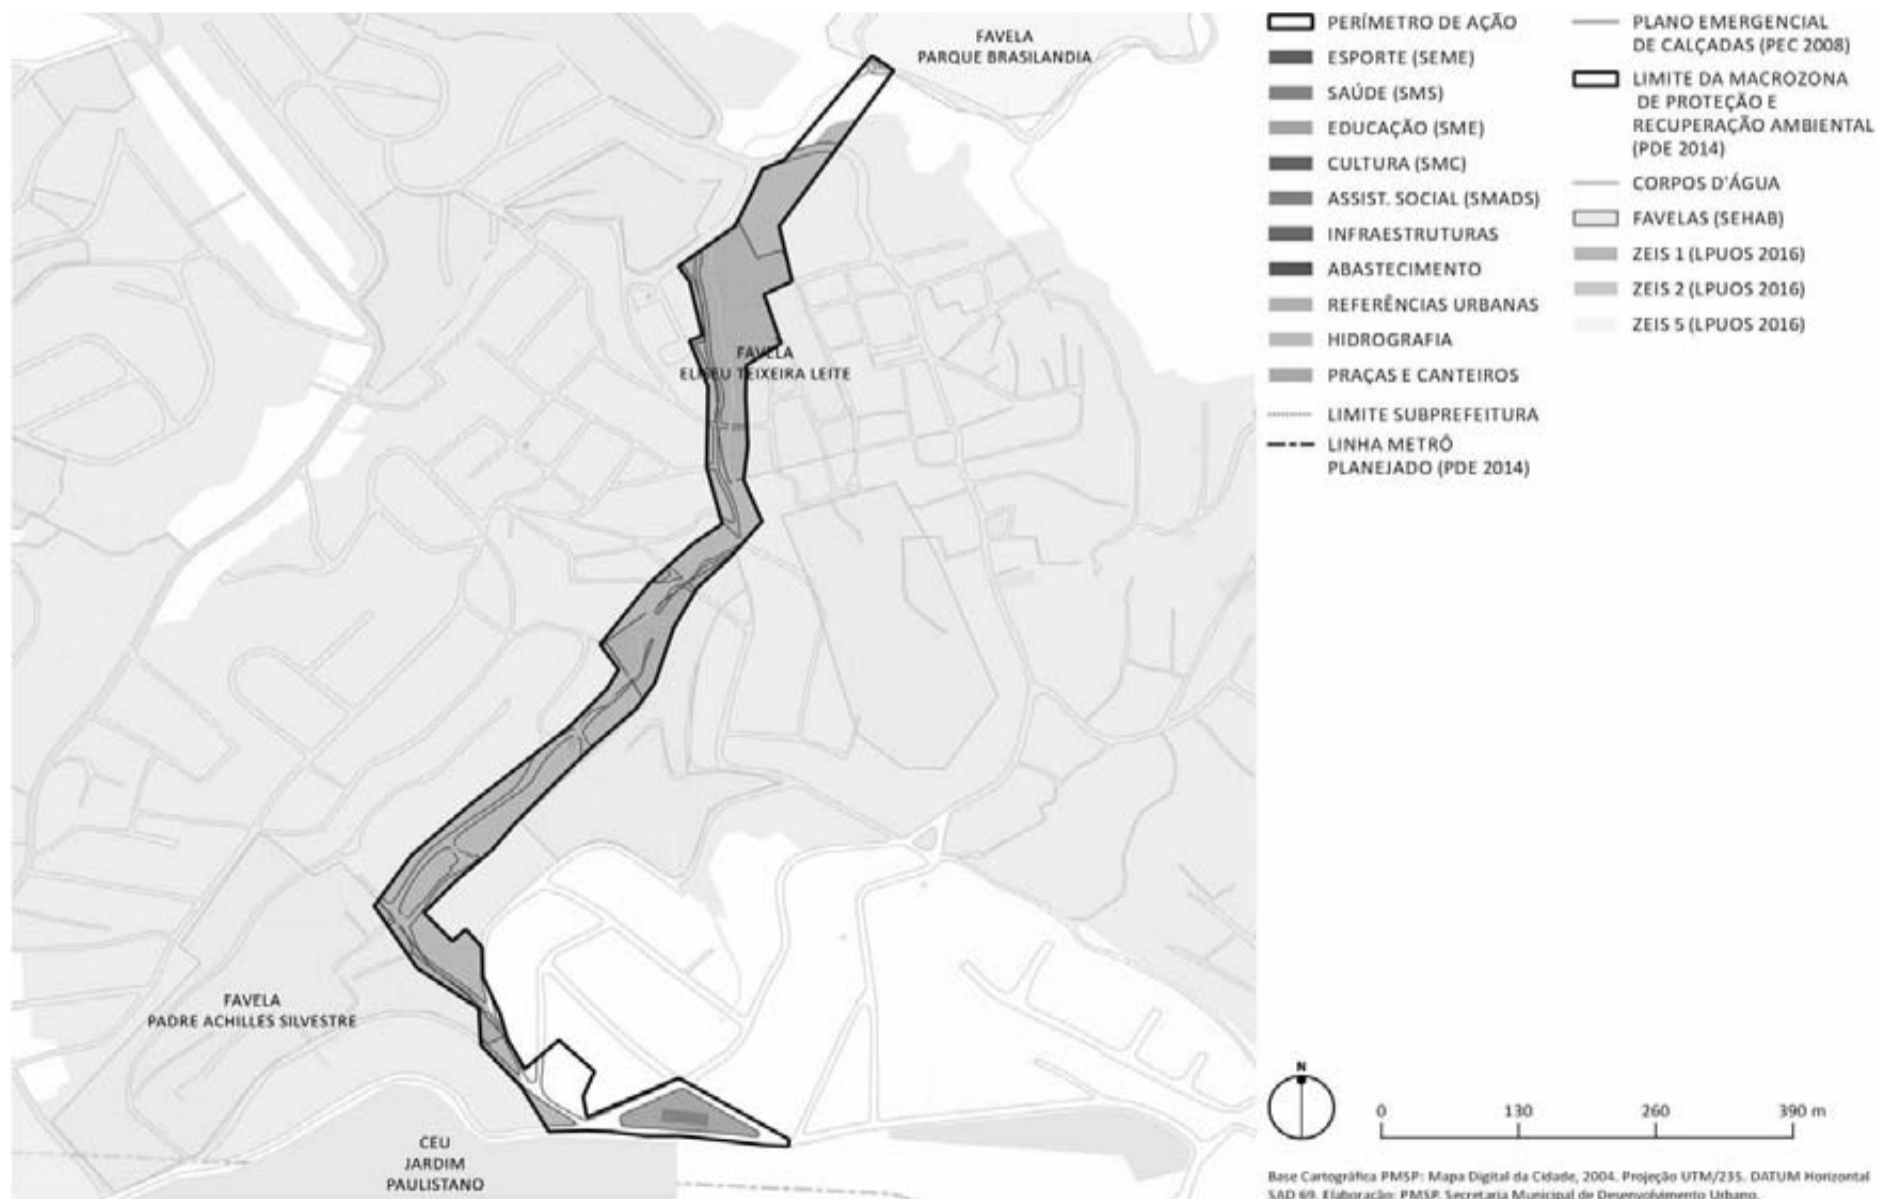 FAVELA
PARQUE BRASILANDIA
FAVELA
ELISEU TEIXEIRA LEITE
FAVELA
PADRE ACHILLES SILVESTRE
CEU
JARDIM
PAULISTANO
PERÍMETRO DE AÇÃO
ESPORTE (SEME)
SAÚDE (SMS)
EDUCAÇÃO (SME)
CULTURA (SMC)
ASSIST. SOCIAL (SMADS)
INFRAESTRUTURAS
ABASTECIMENTO
REFERÊNCIAS URBANAS
HIDROGRAFIA
PRAÇAS E CANTEIROS
LIMITE SUBPREFEITURA
LINHA METRÔ
PLANEJADO (PDE 2014)
PLANO EMERGENCIAL
DE CALÇADAS (PEC 2008)
LIMITE DA MACROZONA
DE PROTEÇÃO E
RECUPERAÇÃO AMBIENTAL
(PDE 2014)
CORPOS D'ÁGUA
FAVELAS (SEHAB)
ZEIS 1 (LPUOS 2016)
ZEIS 2 (LPUOS 2016)
ZEIS 5 (LPUOS 2016)
N
0 130 260 390 m
Base Cartográfica PMSP: Mapa Digital da Cidade, 2004. Projeção UTM/23S. DATUM Horizontal
SAD 69. Elaboração: PMSP. Secretaria Municipal de Desenvolvimento Urbano.